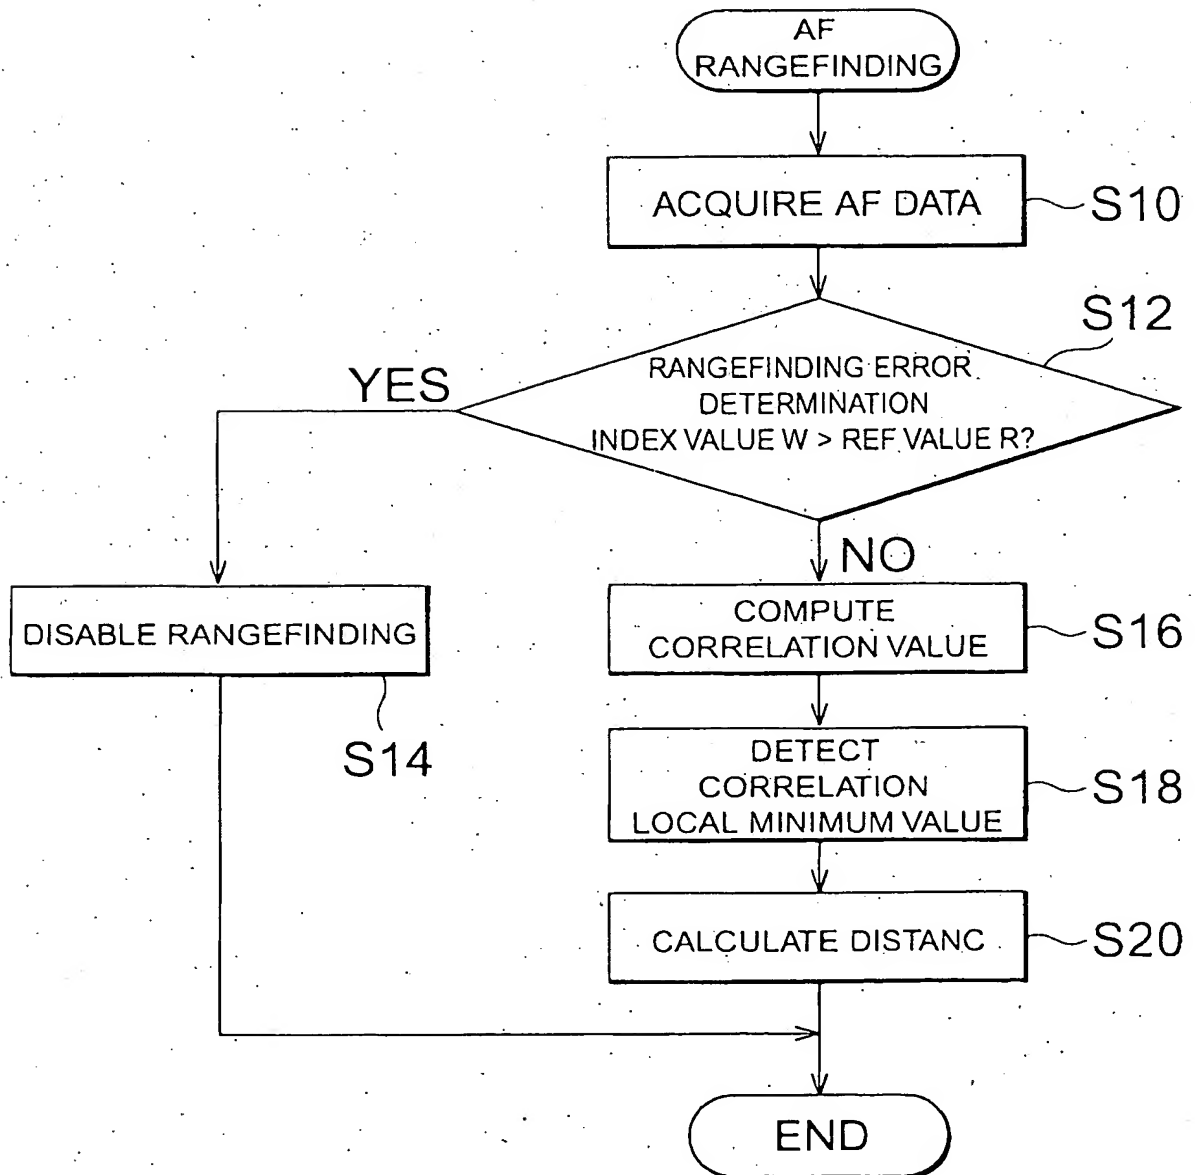 AF
RANGEFINDING
ACQUIRE AF DATA
S10
S12
RANGEFINDING ERROR
DETERMINATION
INDEX VALUE W > REF VALUE R?
YES
NO
DISABLE RANGEFINDING
S14
COMPUTE
CORRELATION VALUE
S16
DETECT
CORRELATION
LOCAL MINIMUM VALUE
S18
CALCULATE DISTANC
S20
END